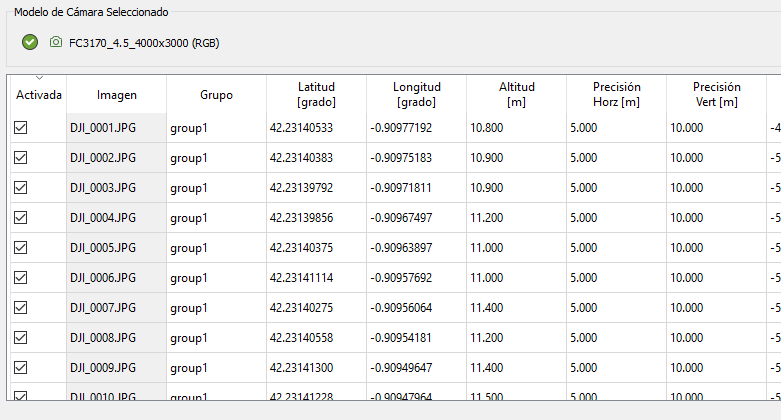 Modelo de Cámara Seleccionado
FC3170_4.5_4000x3000 (RGB)
Activada Imagen Grupo Latitud [grado] Longitud [grado] Altitud [m] Precisión Horz [m] Precisión Vert [m]
DJI_0001.JPG group1 42.23140533 -0.90977192 10.800 5.000 10.000 -4
DJI_0002.JPG group1 42.23140383 -0.90975183 10.900 5.000 10.000 -5
DJI_0003.JPG group1 42.23139792 -0.90971811 10.900 5.000 10.000 -5
DJI_0004.JPG group1 42.23139856 -0.90967497 11.200 5.000 10.000 -5
DJI_0005.JPG group1 42.23140375 -0.90963897 11.000 5.000 10.000 -5
DJI_0006.JPG group1 42.23141114 -0.90957692 11.000 5.000 10.000 -5
DJI_0007.JPG group1 42.23140275 -0.90956064 11.400 5.000 10.000 -5
DJI_0008.JPG group1 42.23140558 -0.90954181 11.200 5.000 10.000 -5
DJI_0009.JPG group1 42.23141300 -0.90949647 11.400 5.000 10.000 -5
DJI_0010.JPG group1 42.23141228 -0.90947964 11.500 5.000 10.000 -5